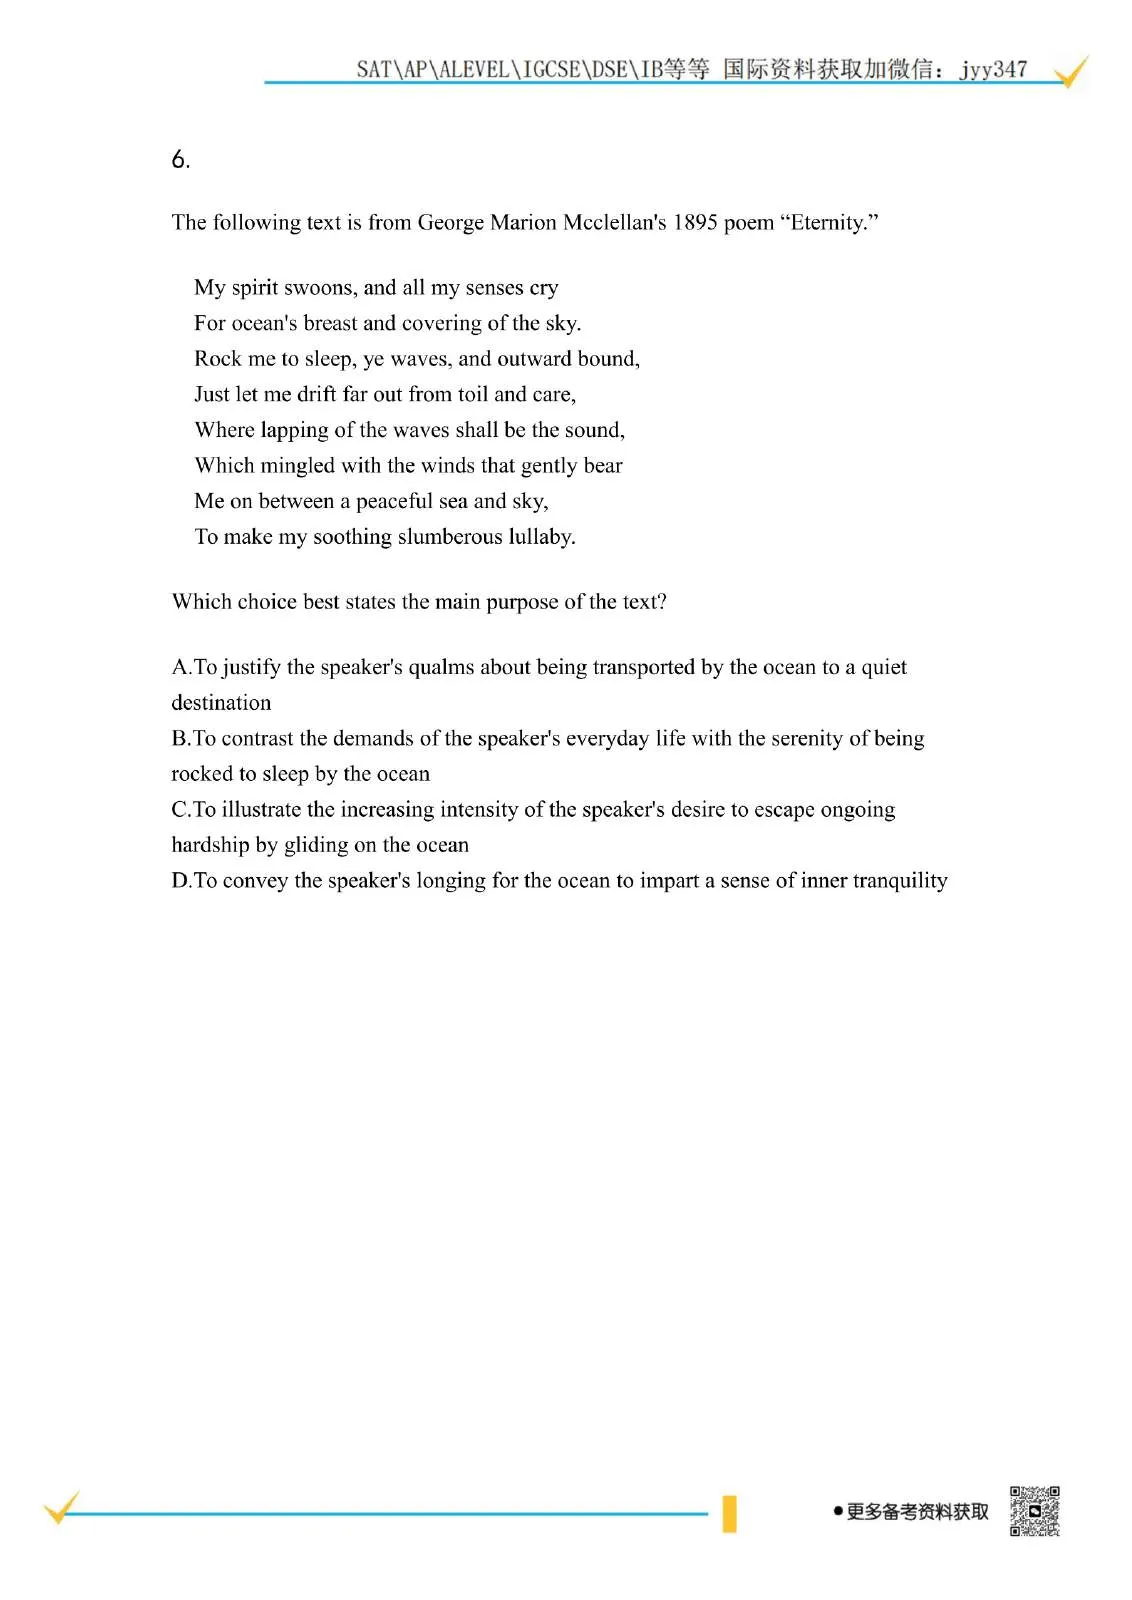 SAT\AP\ALEVEL\IGCSE\DSE\IB等等 国际资料获取加微信：jyy347
6.
The following text is from George Marion Mcclellan's 1895 poem “Eternity.”
My spirit swoons, and all my senses cry
For ocean's breast and covering of the sky.
Rock me to sleep, ye waves, and outward bound,
Just let me drift far out from toil and care,
Where lapping of the waves shall be the sound,
Which mingled with the winds that gently bear
Me on between a peaceful sea and sky,
To make my soothing slumberous lullaby.
Which choice best states the main purpose of the text?
A.To justify the speaker's qualms about being transported by the ocean to a quiet
destination
B.To contrast the demands of the speaker's everyday life with the serenity of being
rocked to sleep by the ocean
C.To illustrate the increasing intensity of the speaker's desire to escape ongoing
hardship by gliding on the ocean
D.To convey the speaker's longing for the ocean to impart a sense of inner tranquility
●更多备考资料获取